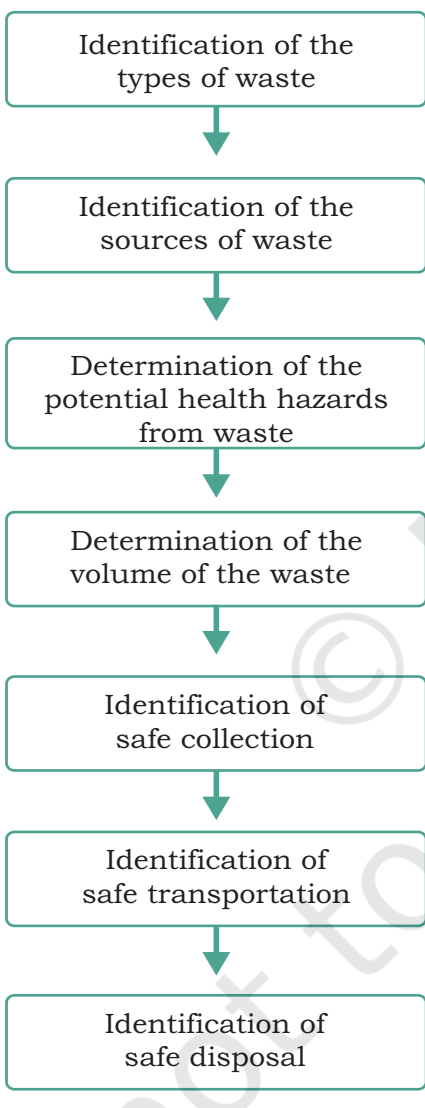 Identification of the
types of waste
Identification of the
sources of waste
Determination of the
potential health hazards
from waste
Determination of the
volume of the waste
Identification of
safe collection
Identification of
safe transportation
Identification of
safe disposal
©
not to